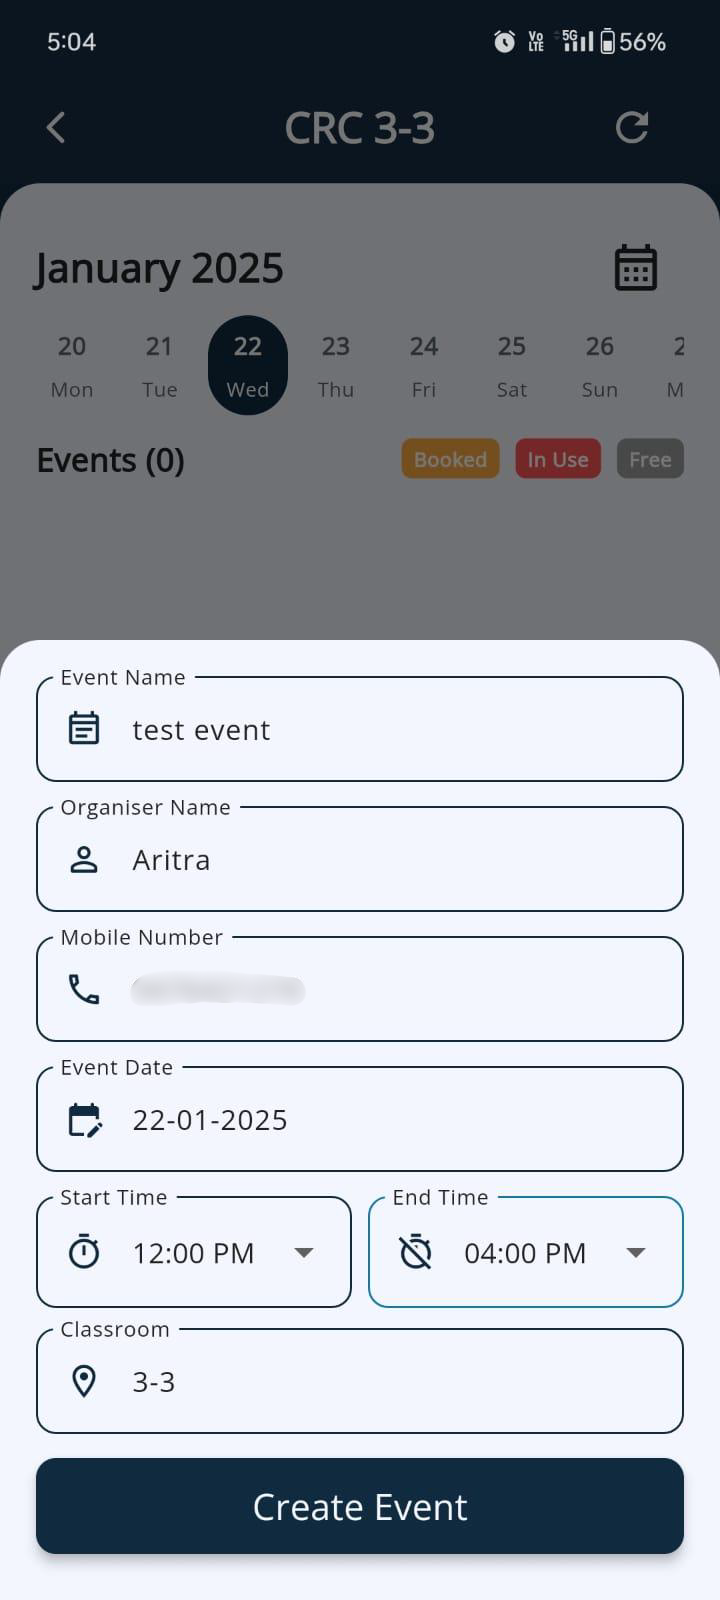 5:04 Vo LTE 5G 56%
CRC 3-3
January 2025
20 21 22 23 24 25 26
Mon Tue Wed Thu Fri Sat Sun M
Events (0) Booked In Use Free
Event Name
test event
Organiser Name
Aritra
Mobile Number
Event Date
22-01-2025
Start Time End Time
12:00 PM 04:00 PM
Classroom
3-3
Create Event